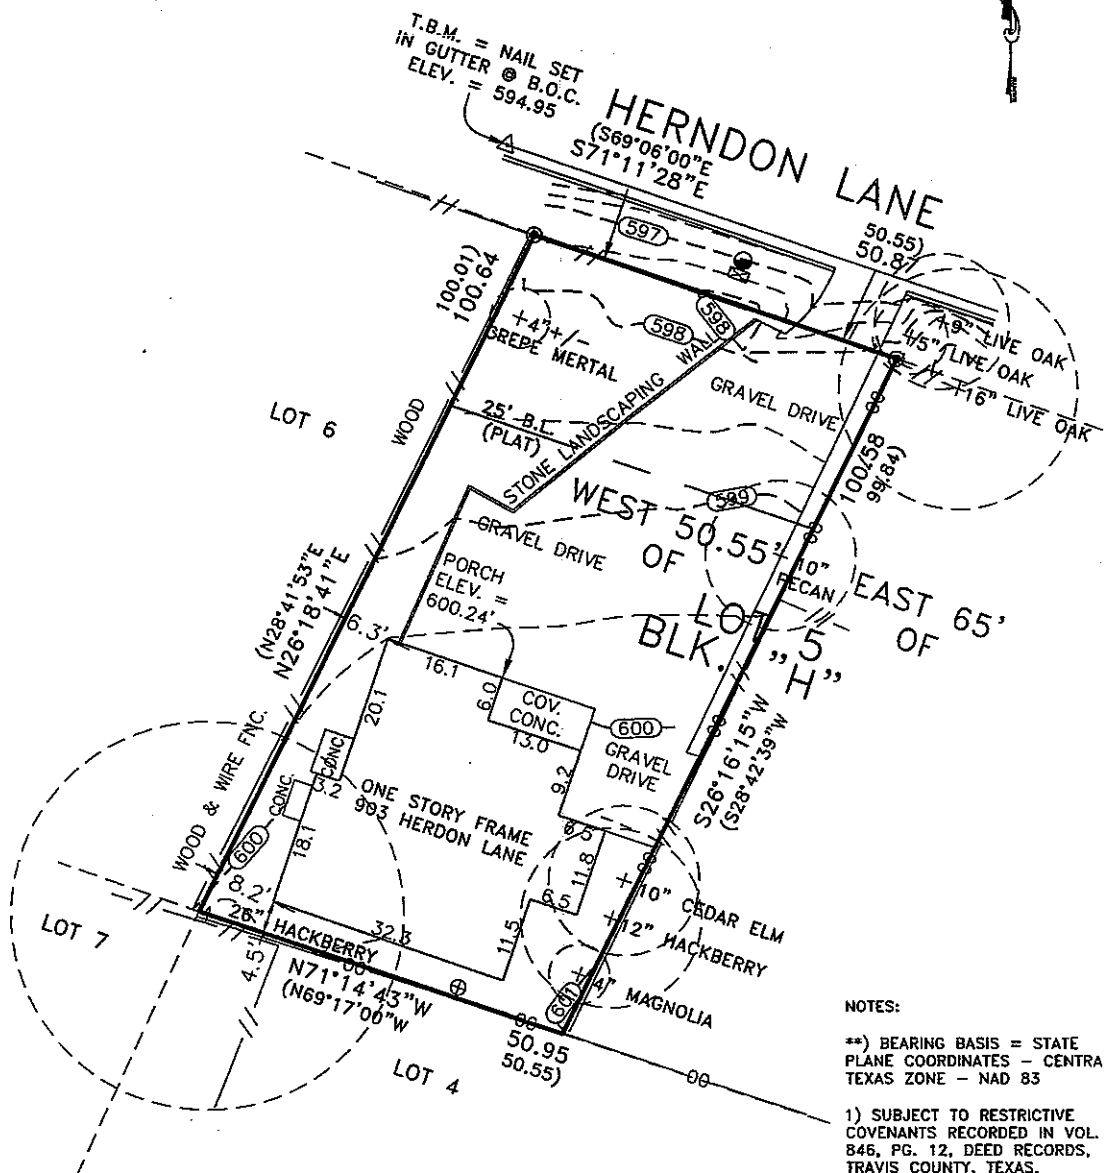 T.B.M. = NAIL SET
IN GUTTER @ B.O.C.
ELEV. = 594.95
HERNDON LANE
(S69°06'00"E
S71°11'28"E
50.55)
50.87
597
598
598
100.01)
100.64
+4"+/-
GREPE MERTAL
STONE LANDSCAPING WALL
GRAVEL DRIVE
9" LIVE OAK
15" LIVE OAK
16" LIVE OAK
LOT 6
WOOD
25' B.L.
(PLAT)
100.58
99.84)
599
WEST 50.55'
OF
LOT 5
BLK. "H"
EAST 65'
OF
10"
PECAN
GRAVEL DRIVE
PORCH
ELEV. =
600.24'
(N28°41'53"E
N26°18'41"E
6.3'
16.1
6.0
COV.
CONC.
13.0
600
GRAVEL
DRIVE
20.1
9.2
S26°16'15"W
(S28°42'39"W
WOOD & WIRE FNC.
CONC.
CONC.
3.2
ONE STORY FRAME
903 HERDON LANE
6.5
11.8
6.5
11.5
18.1
600
8.2'
26"
HACKBERRY
32.3
10" CEDAR ELM
12" HACKBERRY
4" MAGNOLIA
601
LOT 7
4.5'
N71°14'43"W
(N69°17'00"W
50.95
50.55)
LOT 4
NOTES:
**) BEARING BASIS = STATE
PLANE COORDINATES - CENTRA
TEXAS ZONE - NAD 83
1) SUBJECT TO RESTRICTIVE
COVENANTS RECORDED IN VOL.
846, PG. 12, DEED RECORDS,
TRAVIS COUNTY, TEXAS.